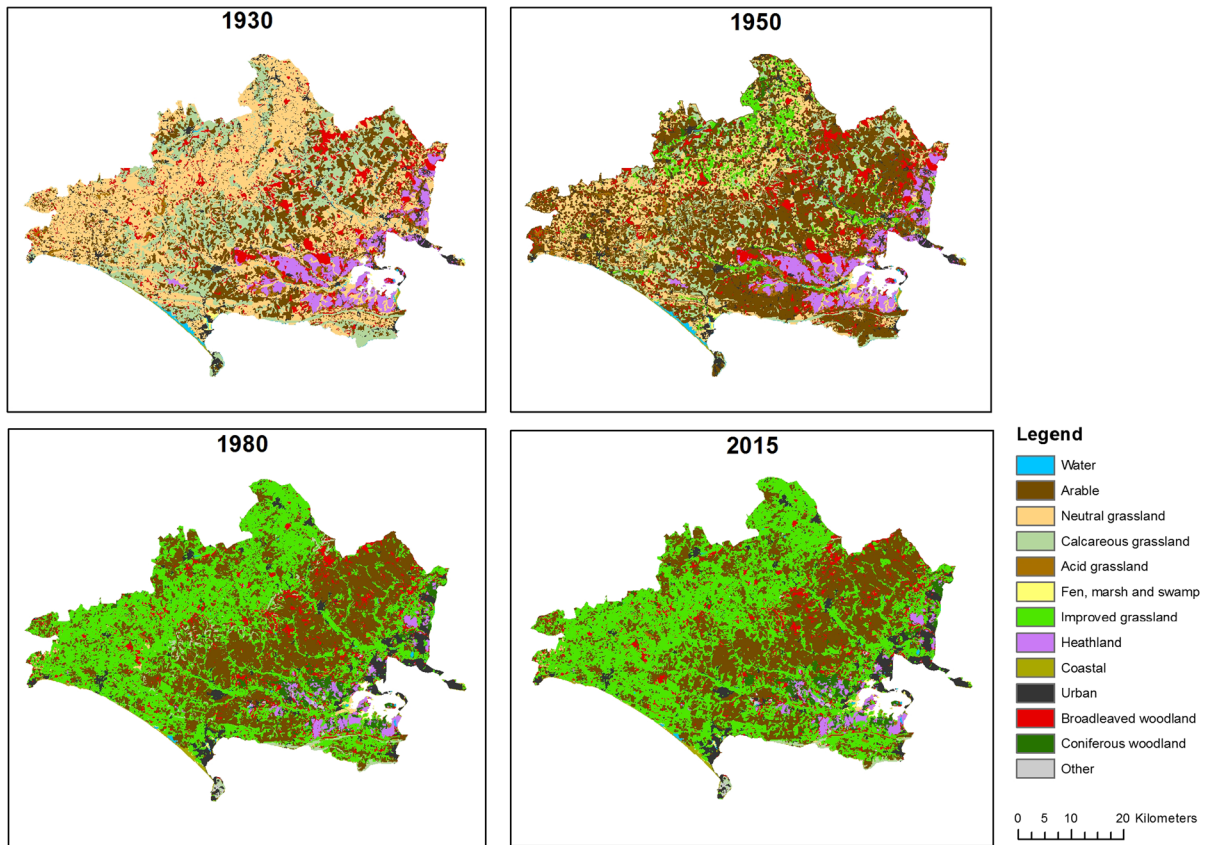 1930
1950
1980
2015
Legend
Water
Arable
Neutral grassland
Calcareous grassland
Acid grassland
Fen, marsh and swamp
Improved grassland
Heathland
Coastal
Urban
Broadleaved woodland
Coniferous woodland
Other
0 5 10 20 Kilometers